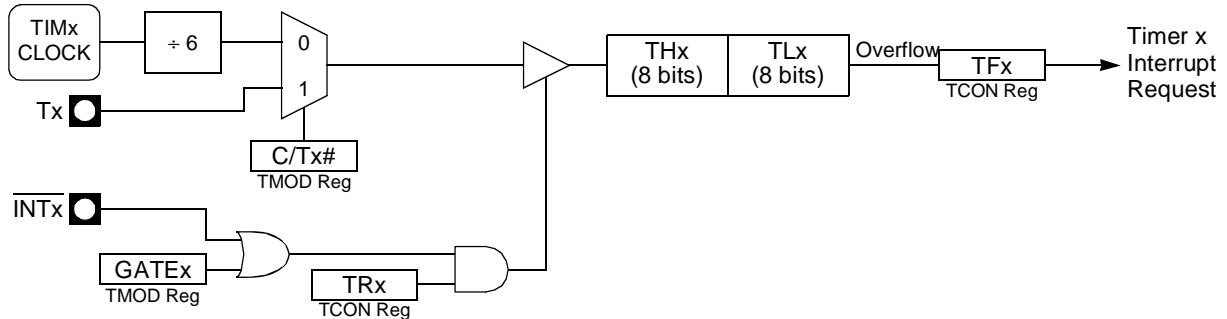 TIMx
CLOCK
÷ 6
0
1
Tx
C/Tx#
TMOD Reg
THx
(8 bits)
TLx
(8 bits)
Overflow
TFx
TCON Reg
Timer x
Interrupt
Request
INTx
GATEx
TMOD Reg
TRx
TCON Reg